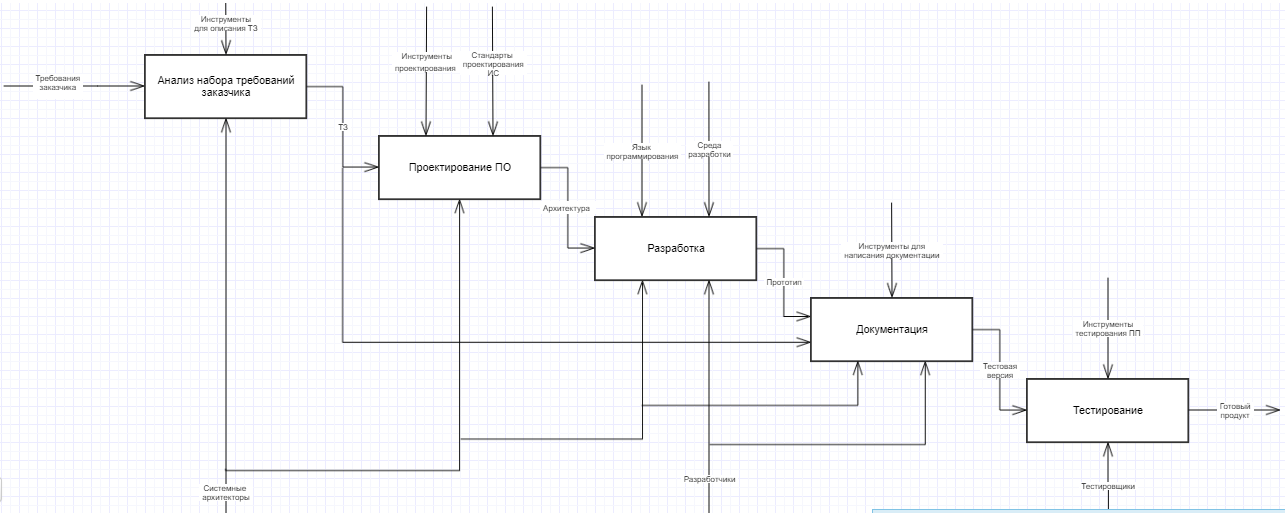 Инструменты
для описания ТЗ
Требования
заказчика
Анализ набора требований
заказчика
ТЗ
Инструменты
проектирования
Стандарты
проектирования
ИС
Проектирование ПО
Архитектура
Язык
программирования
Среда
разработки
Разработка
Прототип
Инструменты для
написания документации
Документация
Тестовая
версия
Инструменты
тестирования ПП
Тестирование
Готовый
продукт
Системные
архитекторы
Разработчики
Тестировщики